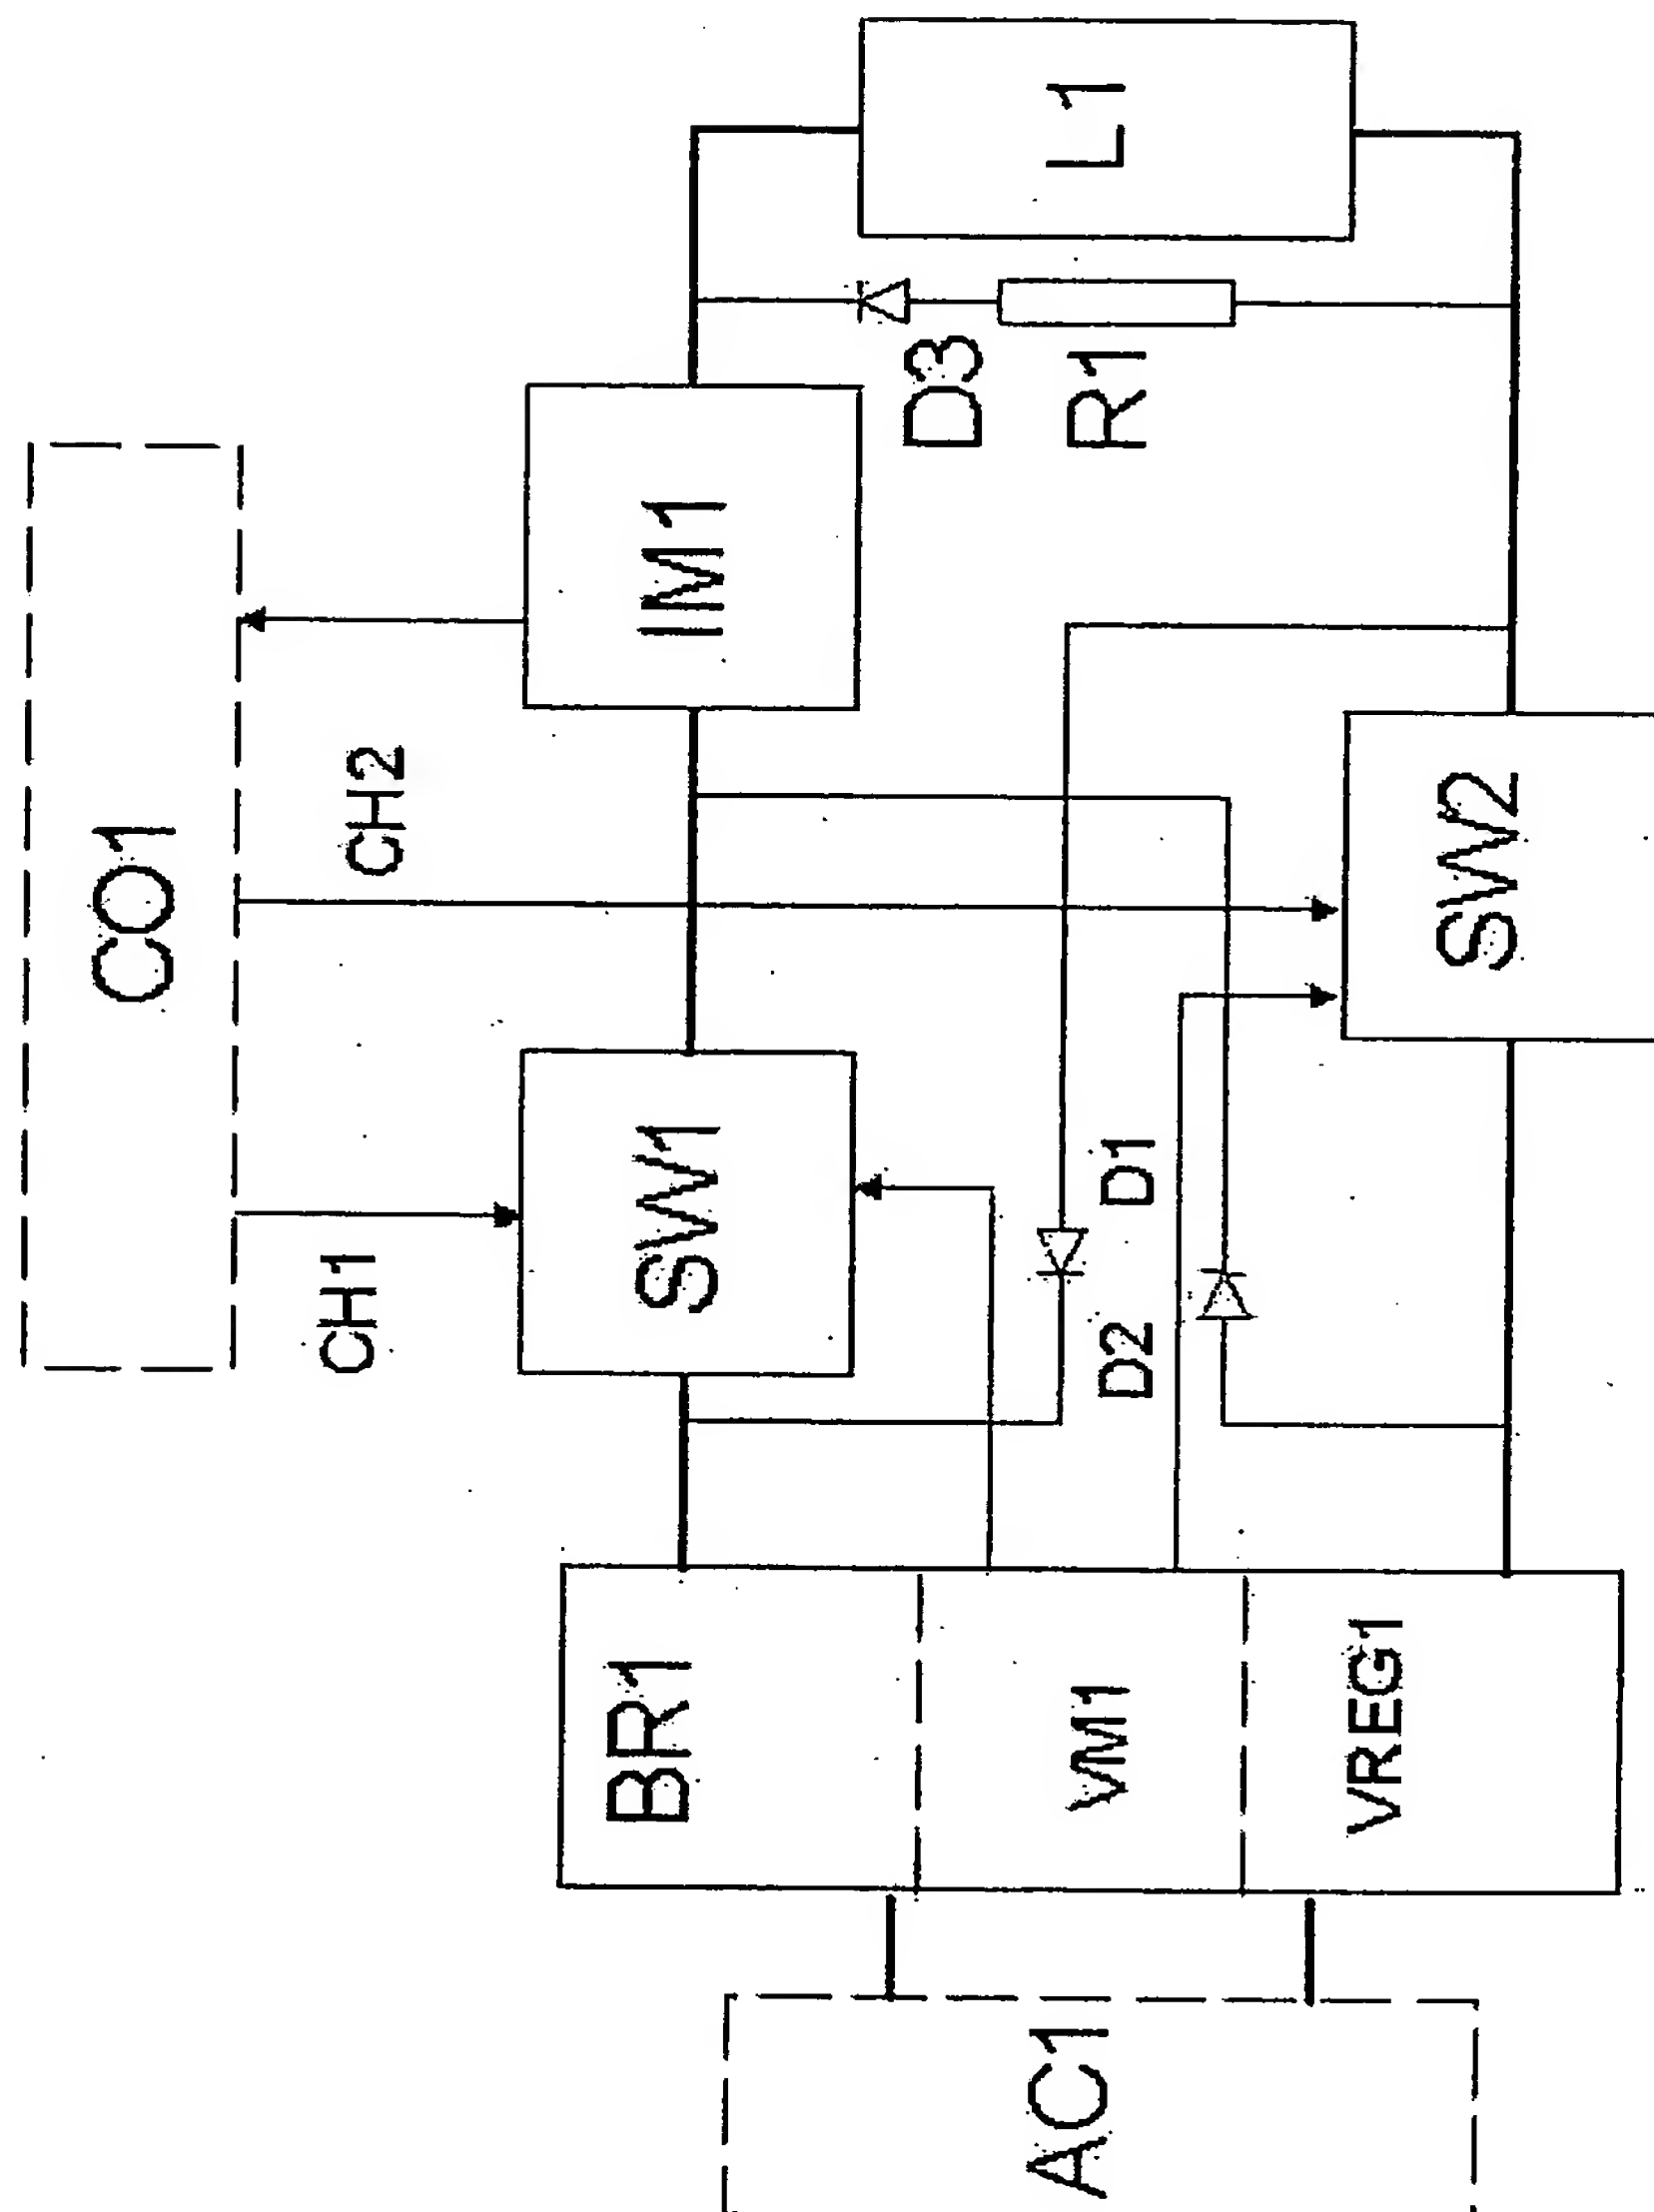 CO1
CH1
CH2
BR1
SW1
IM1
D3
L1
R1
VM1
D2
D1
VREG1
SW2
AC1